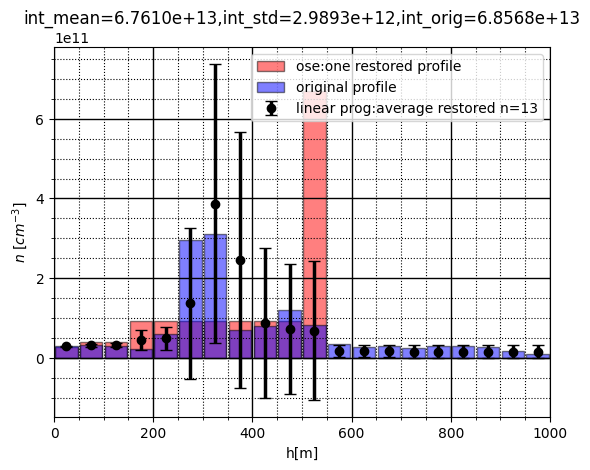 int_mean=6.7610e+13,int_std=2.9893e+12,int_orig=6.8568e+13
1e11
ose:one restored profile
original profile
linear prog:average restored n=13
6
4
2
0
n [cm⁻³]
0 200 400 600 800 1000
h[m]